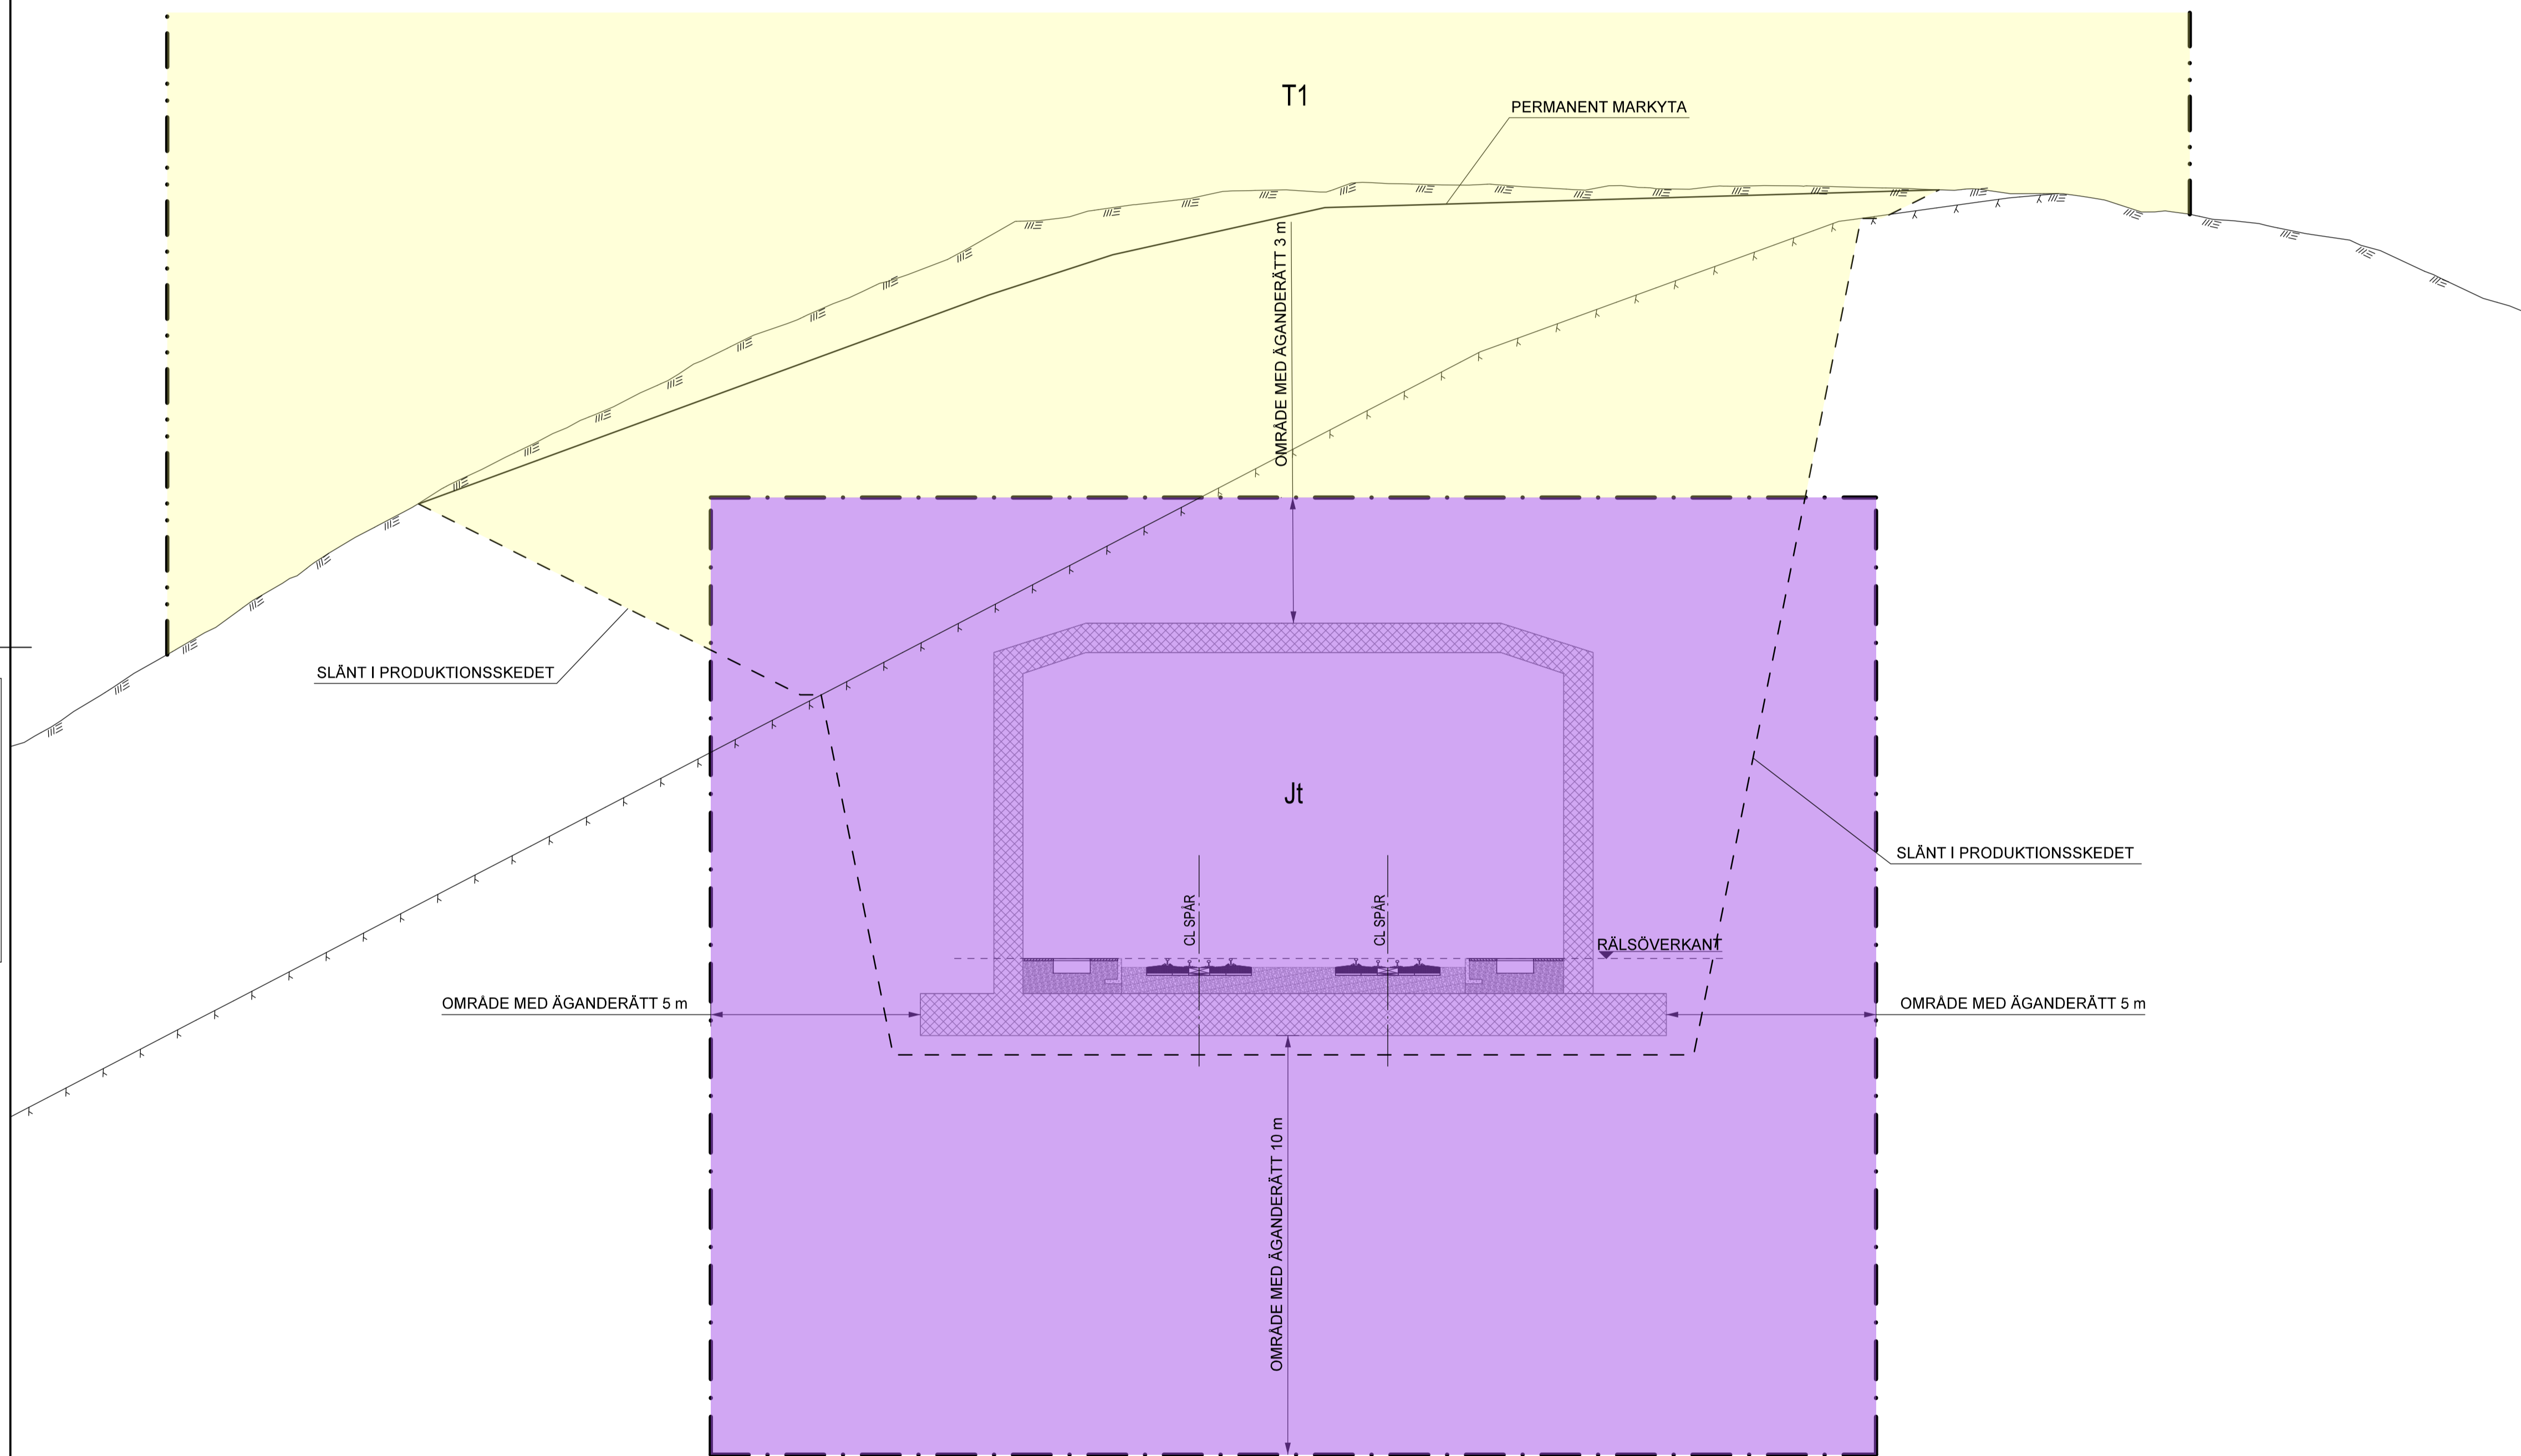 T1
PERMANENT MARKYTA
OMRÅDE MED ÄGANDERÄTT 3 m
SLÄNT I PRODUKTIONSSKEDET
Jt
SLÄNT I PRODUKTIONSSKEDET
CL SPÅR
CL SPÅR
RÄLSÖVERKANT
OMRÅDE MED ÄGANDERÄTT 5 m
OMRÅDE MED ÄGANDERÄTT 5 m
OMRÅDE MED ÄGANDERÄTT 10 m